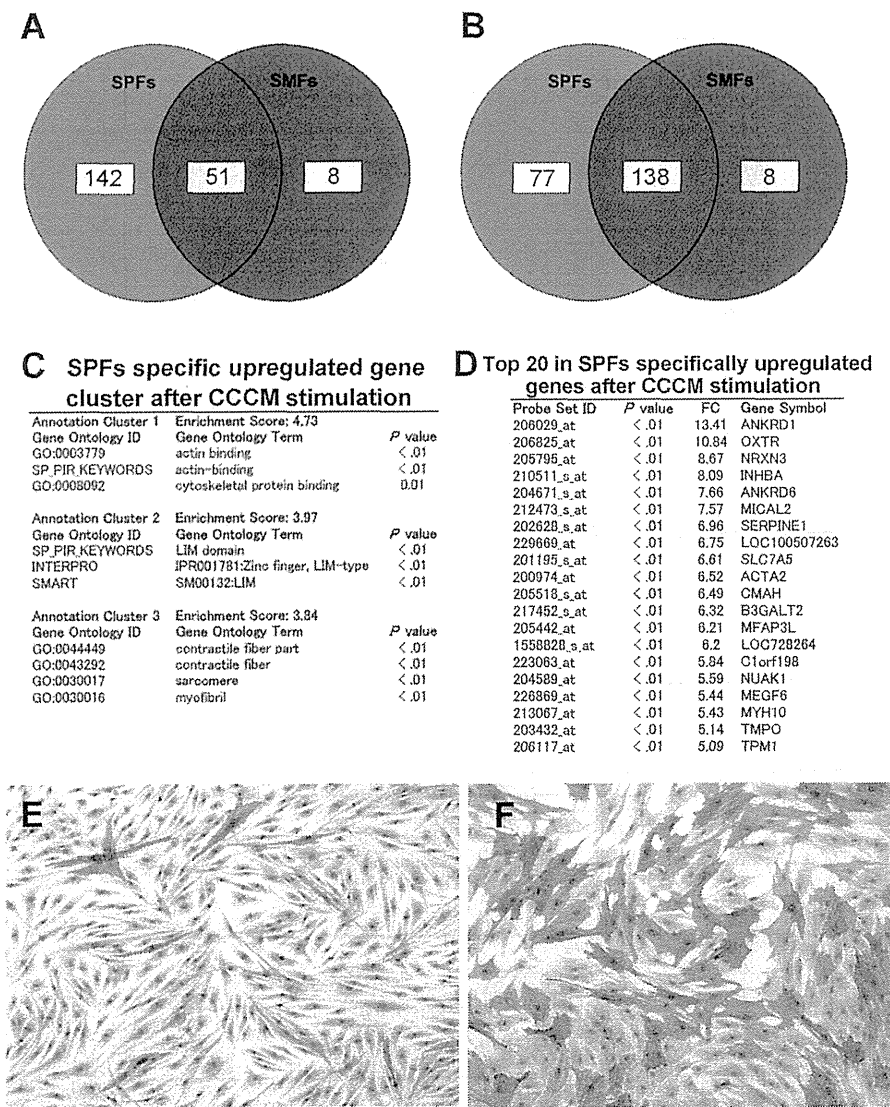 A
B
SPFs
SMFs
142
51
8
SPFs
SMFs
77
138
8
C SPFs specific upregulated gene
cluster after CCCM stimulation
Annotation Cluster 1 Enrichment Score: 4.73
Gene Ontology ID Gene Ontology Term P value
GO:0003779 actin binding <.01
SP_PIR_KEYWORDS actin-binding <.01
GO:0008092 cytoskeletal protein binding 0.01
Annotation Cluster 2 Enrichment Score: 3.97
Gene Ontology ID Gene Ontology Term P value
SP_PIR_KEYWORDS LIM domain <.01
INTERPRO IPR001781:Zinc finger, LIM-type <.01
SMART SM00132:LIM <.01
Annotation Cluster 3 Enrichment Score: 3.84
Gene Ontology ID Gene Ontology Term P value
GO:0044449 contractile fiber part <.01
GO:0043292 contractile fiber <.01
GO:0030017 sarcomere <.01
GO:0030016 myofibril <.01
D Top 20 in SPFs specifically upregulated
genes after CCCM stimulation
Probe Set ID P value FC Gene Symbol
206029_at <.01 13.41 ANKRD1
206825_at <.01 10.84 OXTR
205795_at <.01 8.67 NRXN3
210511_s_at <.01 8.09 INHBA
204671_s_at <.01 7.66 ANKRD6
212473_s_at <.01 7.57 MICAL2
202628_s_at <.01 6.96 SERPINE1
229669_at <.01 6.75 LOC100507263
201195_s_at <.01 6.61 SLC7A5
200974_at <.01 6.52 ACTA2
205518_s_at <.01 6.49 CMAH
217452_s_at <.01 6.32 B3GALT2
205442_at <.01 6.21 MFAP3L
1558828_s_at <.01 6.2 LOC728264
223063_at <.01 5.84 C1orf198
204589_at <.01 5.59 NUAK1
226869_at <.01 5.44 MEGF6
213067_at <.01 5.43 MYH10
203432_at <.01 5.14 TMPO
206117_at <.01 5.09 TPM1
E
F